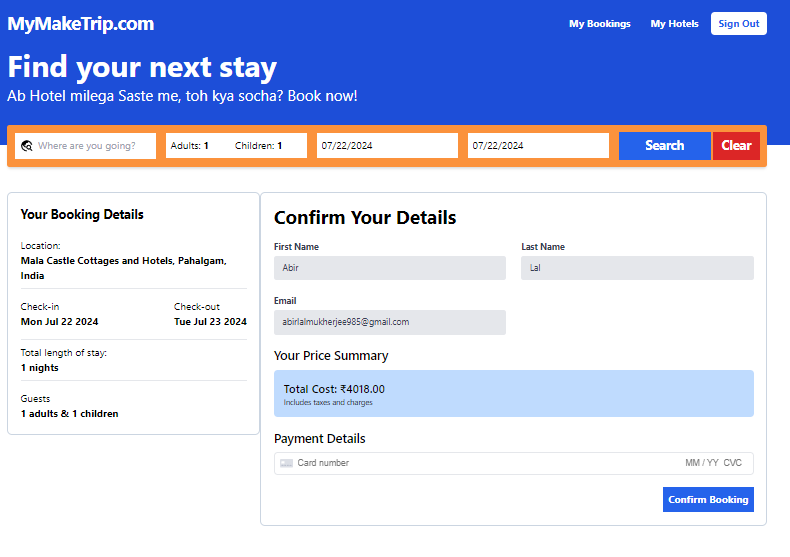 MyMakeTrip.com
My Bookings
My Hotels
Sign Out
Find your next stay
Ab Hotel milega Saste me, toh kya socha? Book now!
Where are you going?
Adults: 1
Children: 1
07/22/2024
07/22/2024
Search
Clear
Your Booking Details
Location:
Mala Castle Cottages and Hotels, Pahalgam,
India
Check-in
Check-out
Mon Jul 22 2024
Tue Jul 23 2024
Total length of stay:
1 nights
Guests
1 adults & 1 children
Confirm Your Details
First Name
Last Name
Abir
Lal
Email
abirlalmukherjee985@gmail.com
Your Price Summary
Total Cost: ₹4018.00
Includes taxes and charges
Payment Details
Card number
MM / YY CVC
Confirm Booking